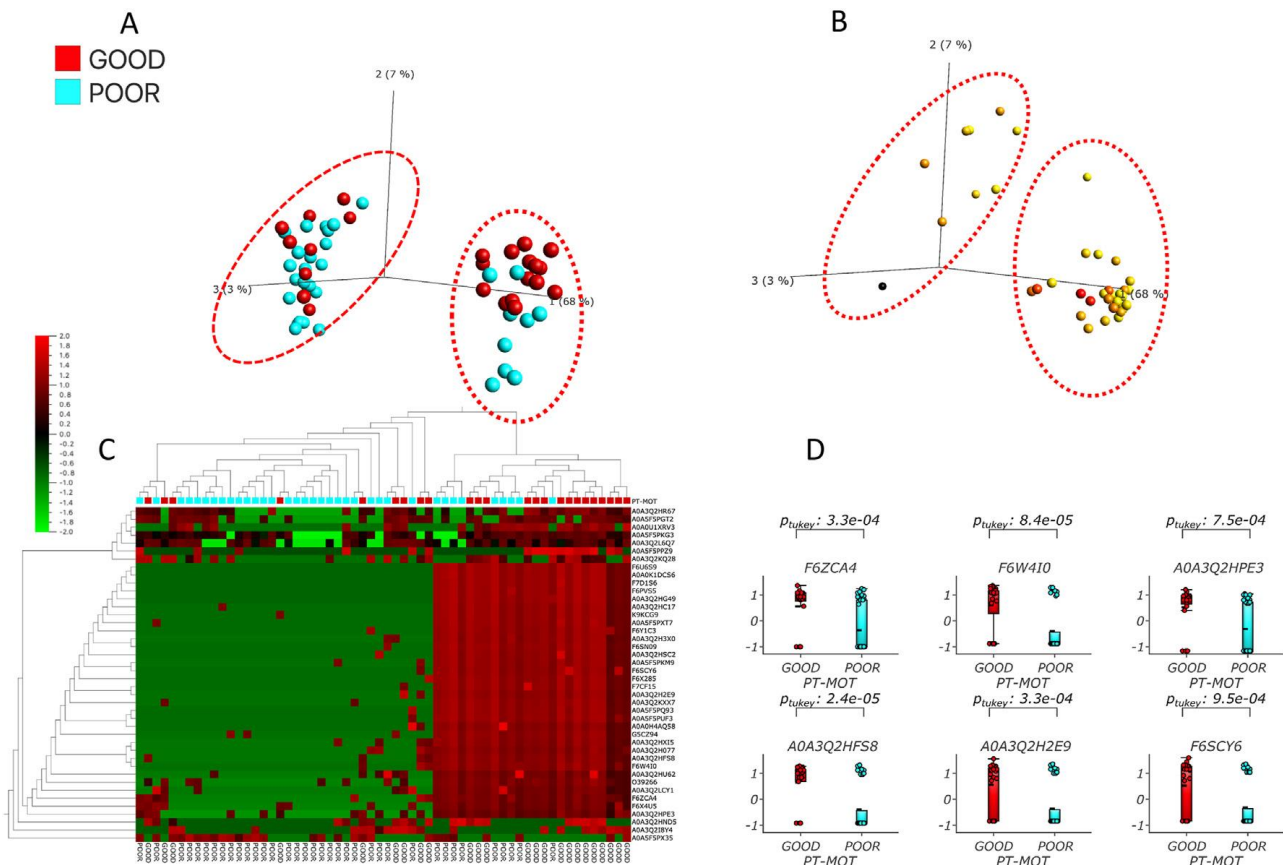 A
GOOD
POOR
2 (7 %)
3 (3 %)
1 (68 %)
B
2 (7 %)
3 (3 %)
1 (68 %)
2.0
1.8
1.6
1.4
1.2
1.0
0.8
0.6
0.4
0.2
0.0
-0.2
-0.4
-0.6
-0.8
-1.0
-1.2
-1.4
-1.6
-1.8
-2.0
C
PT-MOT
A0A3Q2HR67
A0A5F5PGT2
A0A0U1XRV3
A0A5F5PKG3
A0A3Q2L6Q7
A0A5F5PPZ9
A0A3Q2KQ28
F6U6S9
A0A0K1DCS6
F7D1S6
F6PVS5
A0A3Q2HG49
A0A3Q2HC17
K9KCG9
A0A5F5PXT7
F6Y1C3
A0A3Q2H3X0
F6SN09
A0A3Q2HSC2
A0A5F5PKM9
F6SCY6
F6X285
F7CF15
A0A3Q2H2E9
A0A3Q2KXX7
A0A5F5PQ93
A0A5F5PUF3
A0A0H4AQ58
G5CZ94
A0A3Q2HXI5
A0A3Q2H077
A0A3Q2HFS8
F6W4I0
A0A3Q2HU62
O39266
A0A3Q2LCY1
F6ZCA4
F6X4U5
A0A3Q2HPE3
A0A3Q2HND5
A0A3Q2I8Y4
A0A5F5PX35
D
ptukey: 3.3e-04
F6ZCA4
1
0
-1
GOOD POOR
PT-MOT
ptukey: 8.4e-05
F6W4I0
1
0
-1
GOOD POOR
PT-MOT
ptukey: 7.5e-04
A0A3Q2HPE3
1
0
-1
GOOD POOR
PT-MOT
ptukey: 2.4e-05
A0A3Q2HFS8
1
0
-1
GOOD POOR
PT-MOT
ptukey: 3.3e-04
A0A3Q2H2E9
1
0
-1
GOOD POOR
PT-MOT
ptukey: 9.5e-04
F6SCY6
1
0
-1
GOOD POOR
PT-MOT